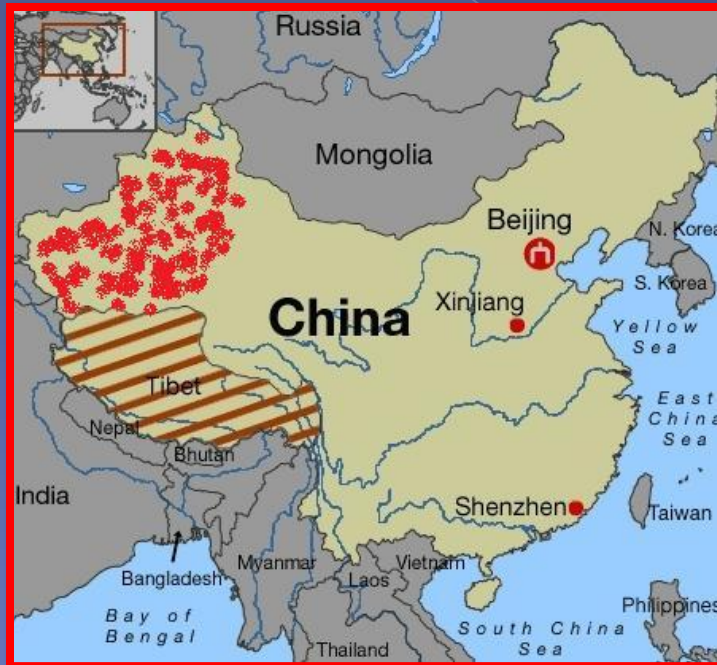 Russia
Mongolia
Beijing
N. Korea
S. Korea
Xinjiang
China
Yellow
Sea
Tibet
East
China
Sea
Nepal
Bhutan
India
Shenzhen
Taiwan
Bangladesh
Myanmar
Vietnam
Laos
Bay of
Bengal
Philippines
South China
Sea
Thailand